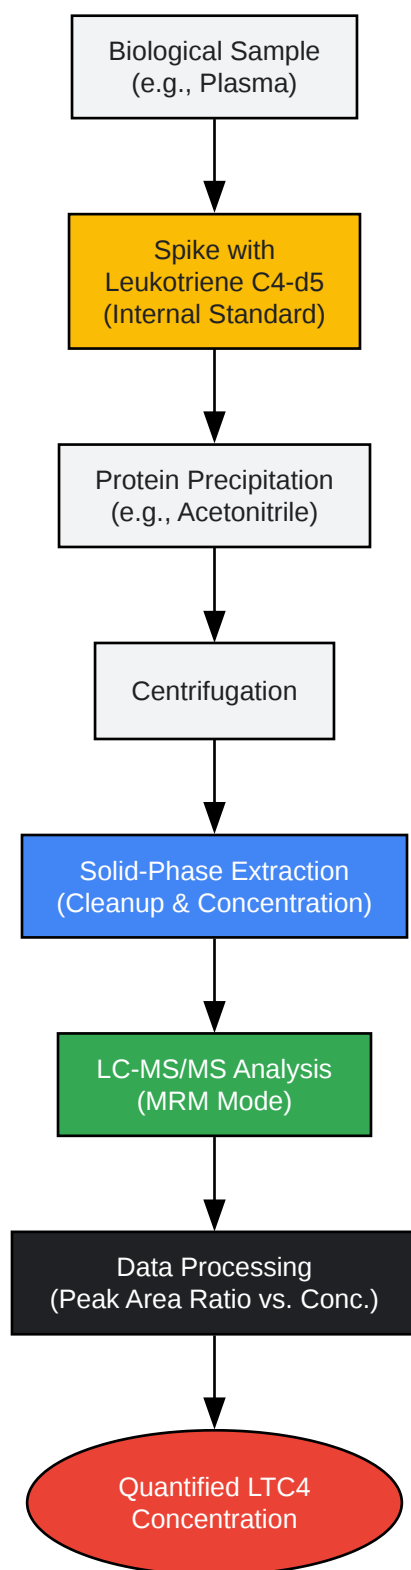 Biological Sample
(e.g., Plasma)
Spike with
Leukotriene C4-d5
(Internal Standard)
Protein Precipitation
(e.g., Acetonitrile)
Centrifugation
Solid-Phase Extraction
(Cleanup & Concentration)
LC-MS/MS Analysis
(MRM Mode)
Data Processing
(Peak Area Ratio vs. Conc.)
Quantified LTC4
Concentration